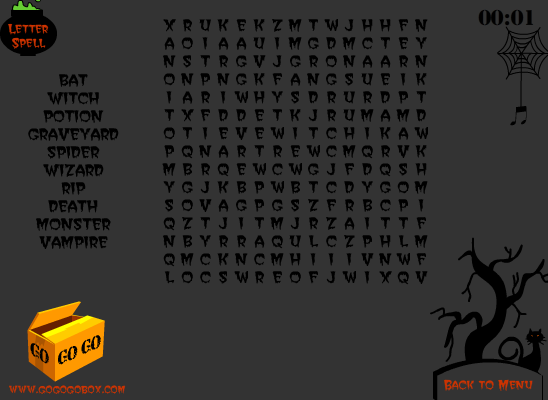 LETTER
SPELL
00:01
BAT
WITCH
POTION
GRAVEYARD
SPIDER
WIZARD
RIP
DEATH
MONSTER
VAMPIRE
X R U K E K Z M T W J H H F N
A O I A A U I M G D M C T E Y
N S T R G V J G R O N A A R N
O N P N G K F A N G S U E I K
I A R I W H Y S D R U R D P T
T X F D D E T K J R U M A M D
O T I E V E W I T C H I K A W
P Q N A R T R E W C M Q R V K
M B R Q E W C W G J F D Q S H
Y G J K B P W B T C D Y G O M
S O V A G P G S Z F R B C P I
Q Z T J I T M J R Z A I T T F
N B Y R R A Q U L C Z P H L M
Q M C K N C M H I I I V N W F
L O C S W R E O F J W I X Q V
GO GO GO
WWW.GOGOGOBOX.COM
BACK TO MENU